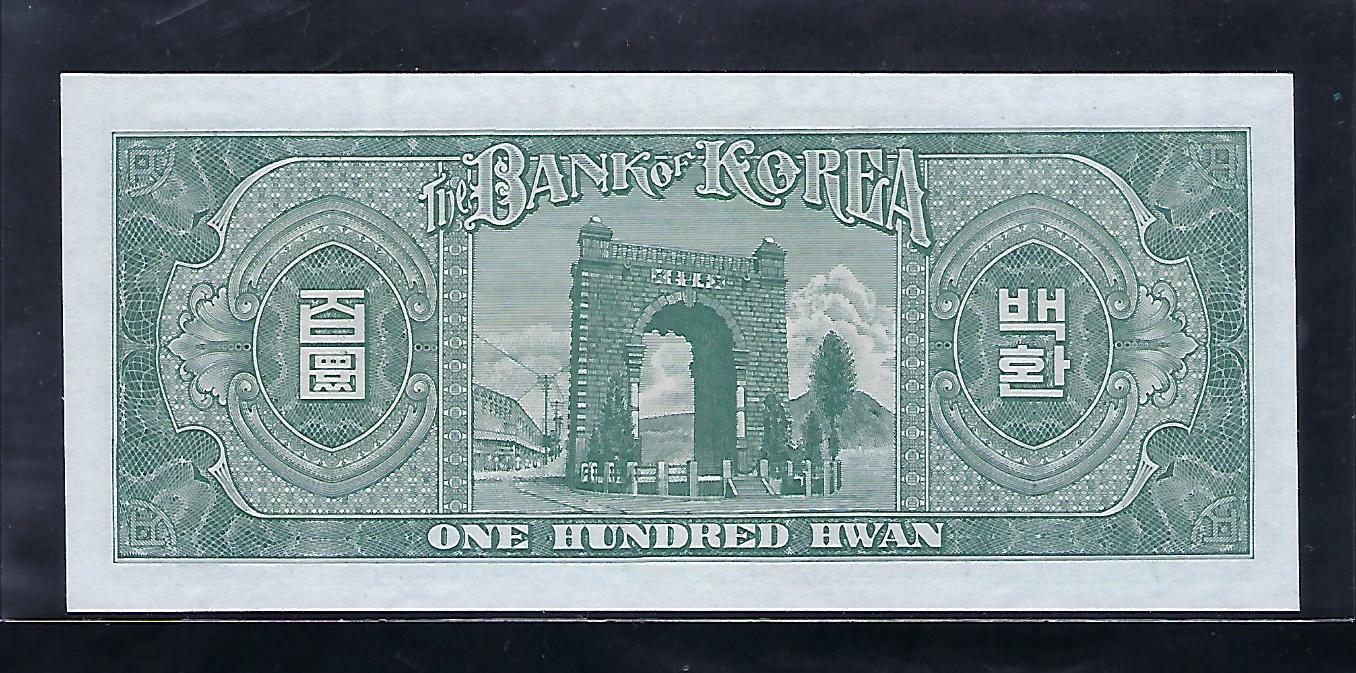 The BANK OF KOREA
百圜
백환
ONE HUNDRED HWAN